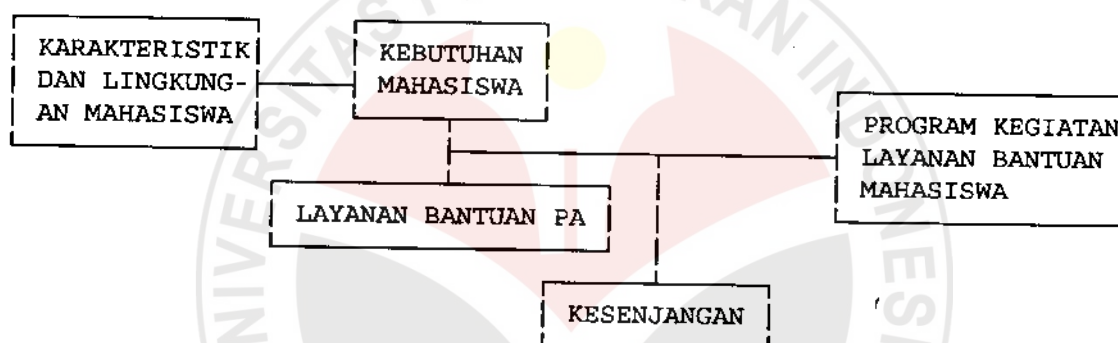 KARAKTERISTIK
DAN LINGKUNG-
AN MAHASISWA
KEBUTUHAN
MAHASISWA
PROGRAM KEGIATAN
LAYANAN BANTUAN
MAHASISWA
LAYANAN BANTUAN PA
KESENJANGAN